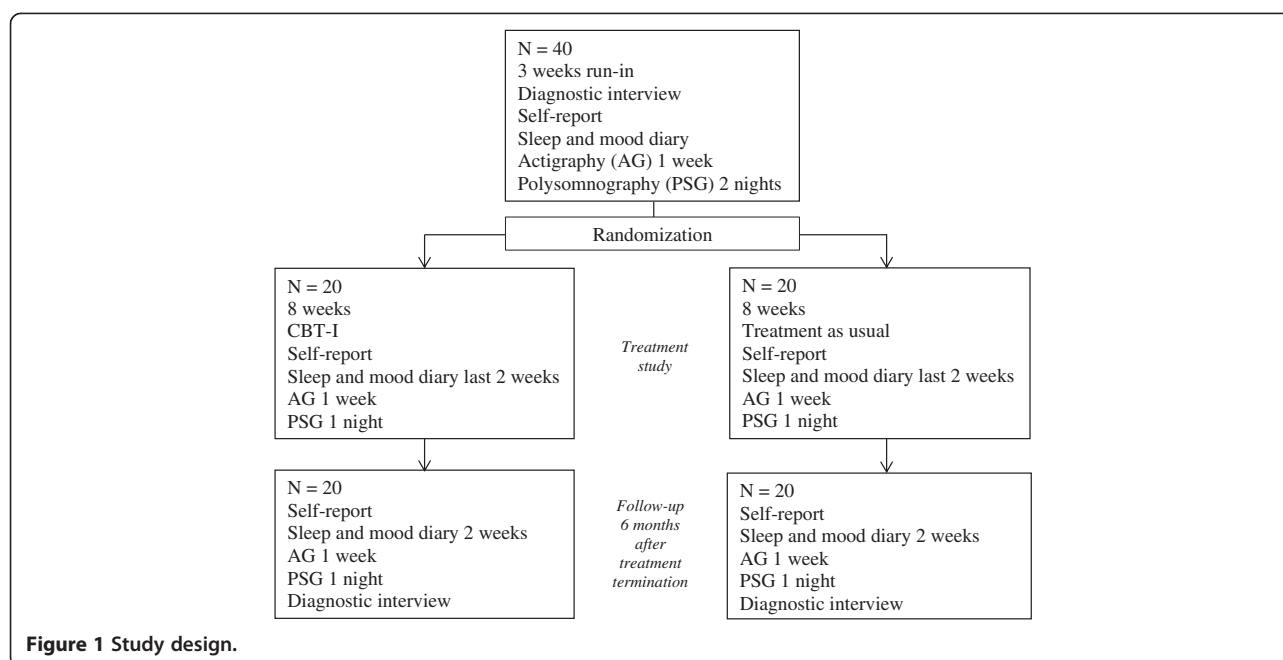 N = 40
3 weeks run-in
Diagnostic interview
Self-report
Sleep and mood diary
Actigraphy (AG) 1 week
Polysomnography (PSG) 2 nights
Randomization
N = 20
8 weeks
CBT-I
Self-report
Sleep and mood diary last 2 weeks
AG 1 week
PSG 1 night
Treatment
study
N = 20
8 weeks
Treatment as usual
Self-report
Sleep and mood diary last 2 weeks
AG 1 week
PSG 1 night
N = 20
Self-report
Sleep and mood diary 2 weeks
AG 1 week
PSG 1 night
Diagnostic interview
Follow-up
6 months
after
treatment
termination
N = 20
Self-report
Sleep and mood diary 2 weeks
AG 1 week
PSG 1 night
Diagnostic interview
Figure 1 Study design.